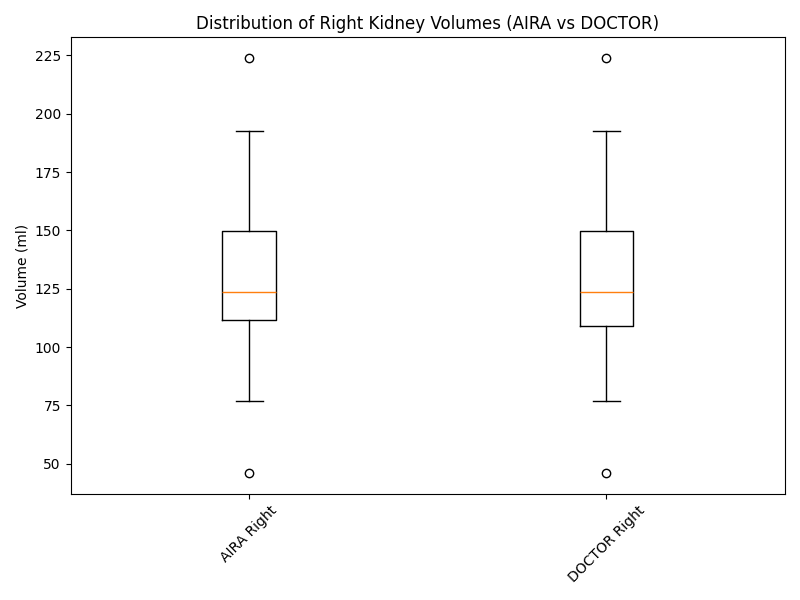 Distribution of Right Kidney Volumes (AIRA vs DOCTOR)
225
200
175
150
125
100
75
50
Volume (ml)
AIRA Right
DOCTOR Right